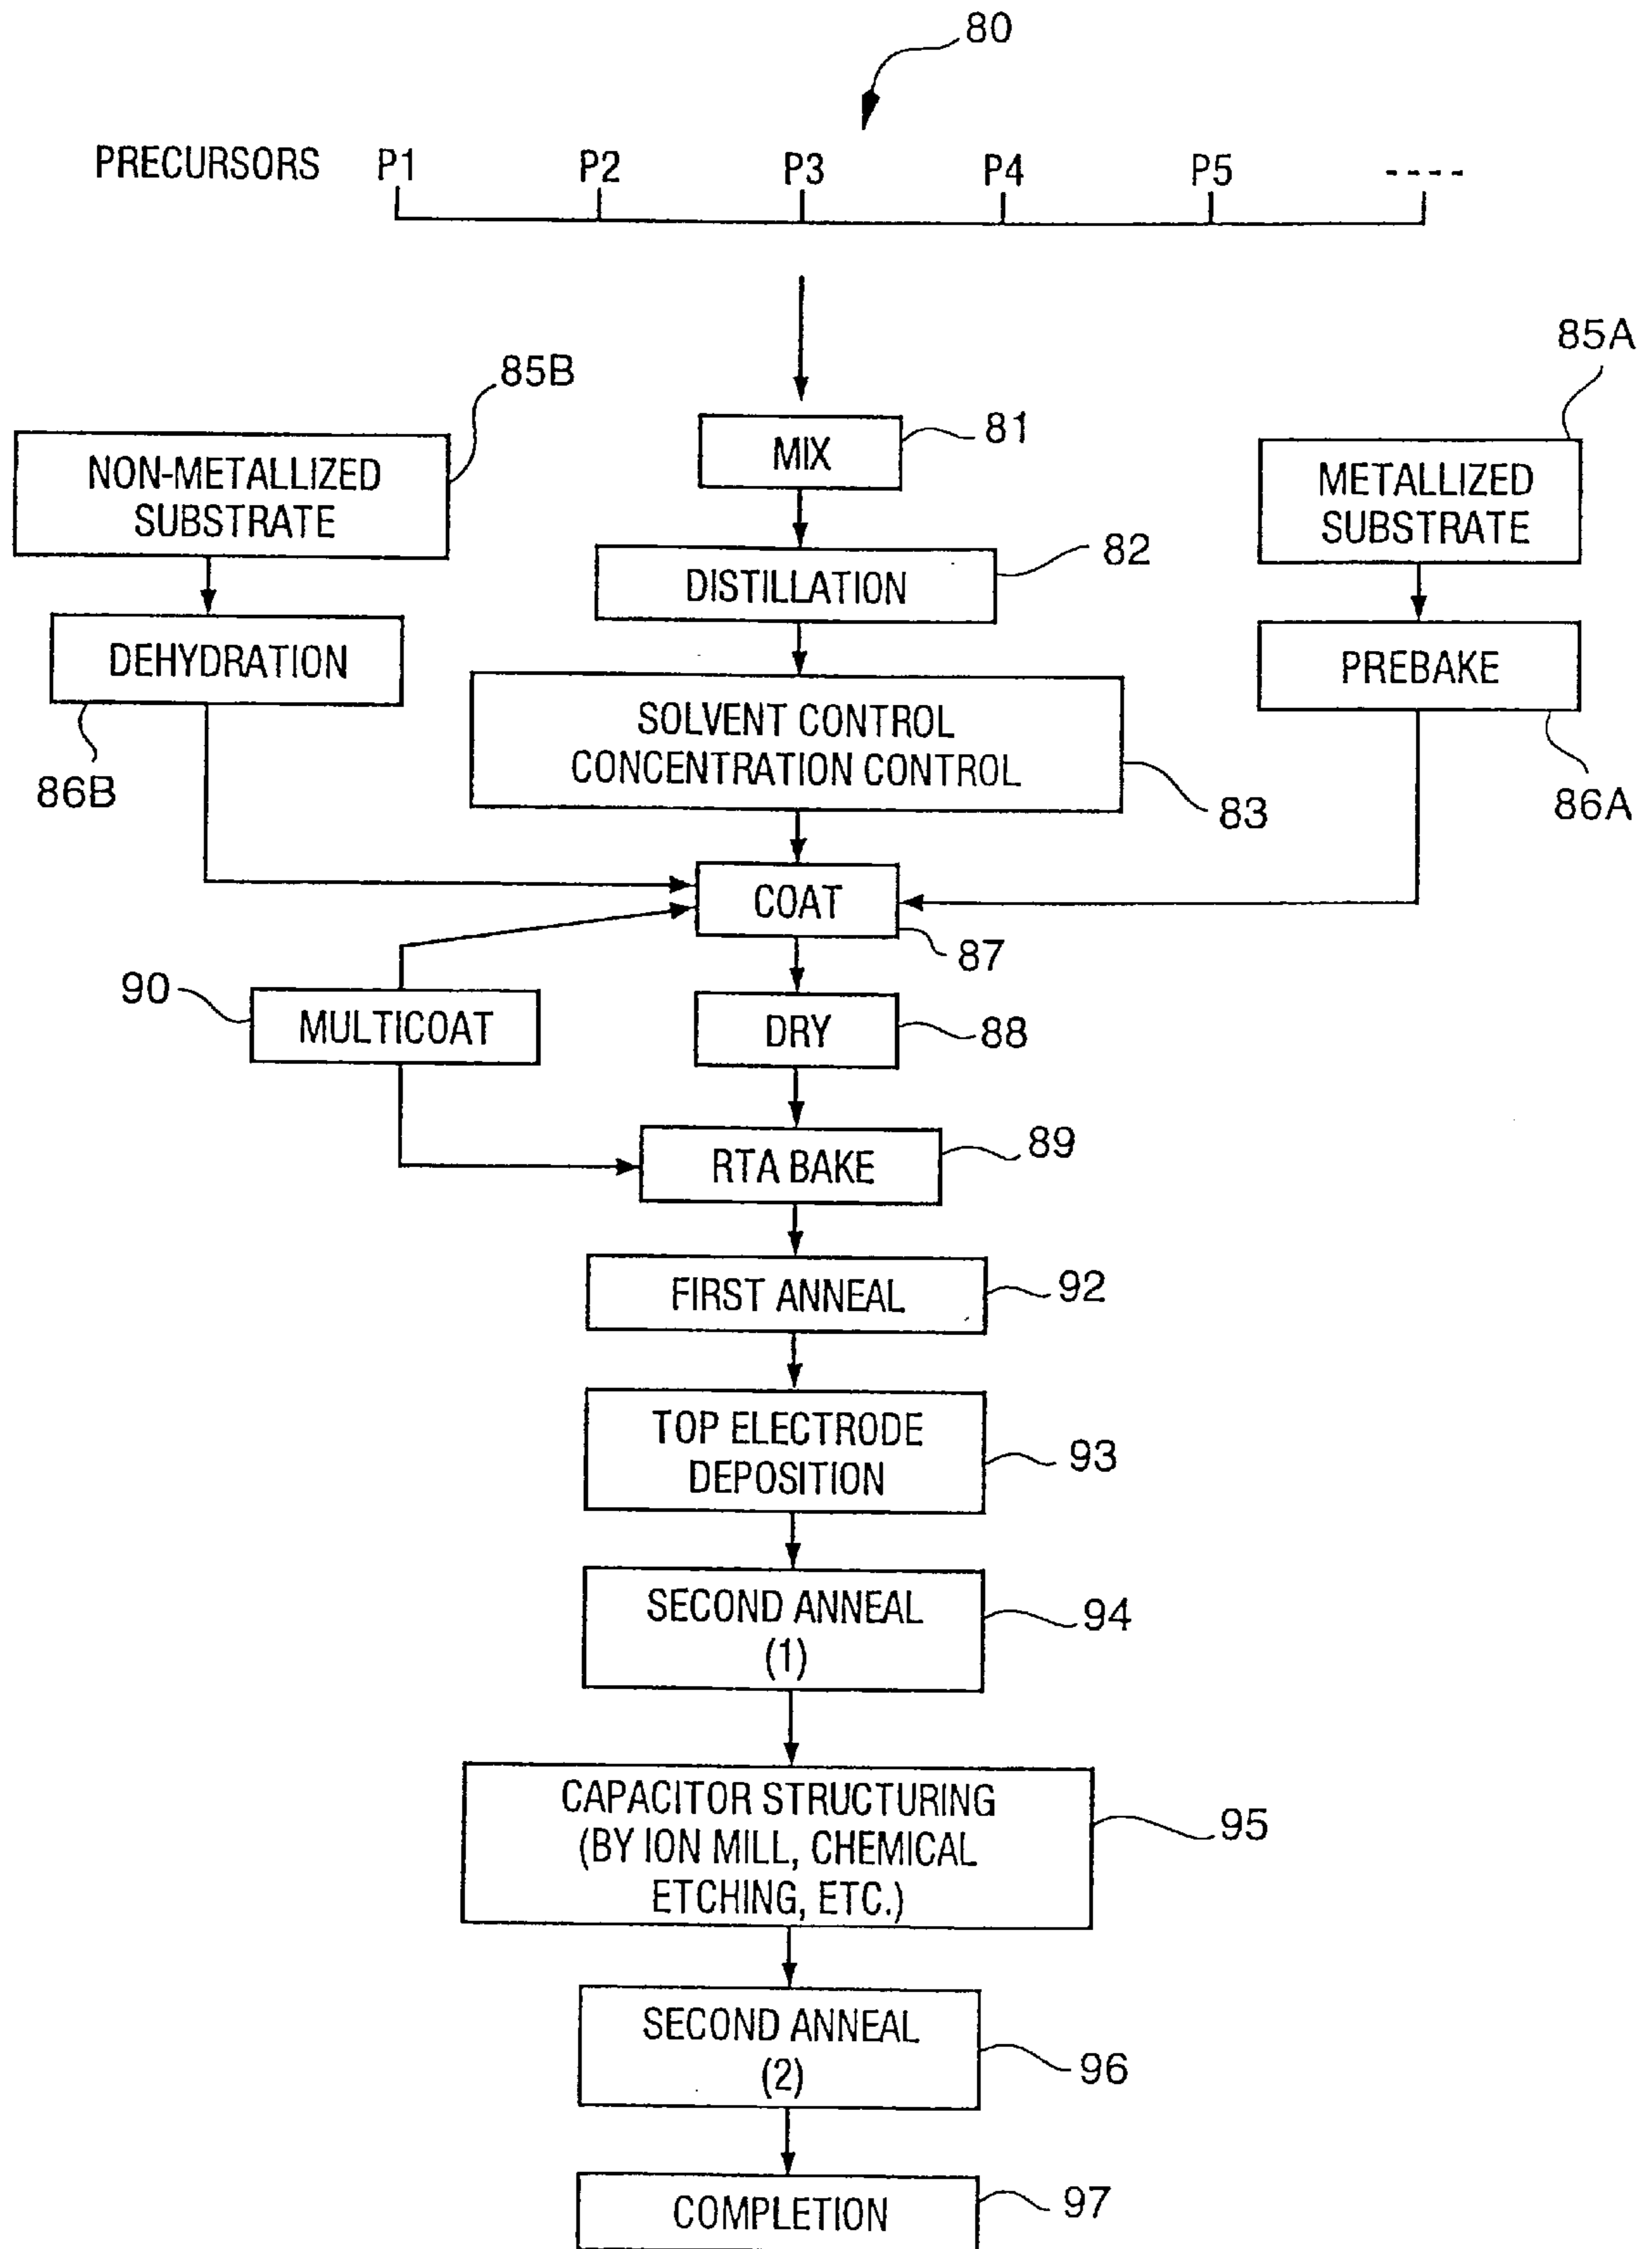 80
PRECURSORS P1 P2 P3 P4 P5 ----
85A
85B
81
MIX
NON-METALLIZED
SUBSTRATE
METALLIZED
SUBSTRATE
82
DISTILLATION
DEHYDRATION
PREBAKE
SOLVENT CONTROL
CONCENTRATION CONTROL
86B
83
86A
COAT
87
90
MULTICOAT
DRY
88
RTA BAKE
89
FIRST ANNEAL
92
TOP ELECTRODE
DEPOSITION
93
SECOND ANNEAL
(1)
94
CAPACITOR STRUCTURING
(BY ION MILL, CHEMICAL
ETCHING, ETC.)
95
SECOND ANNEAL
(2)
96
COMPLETION
97